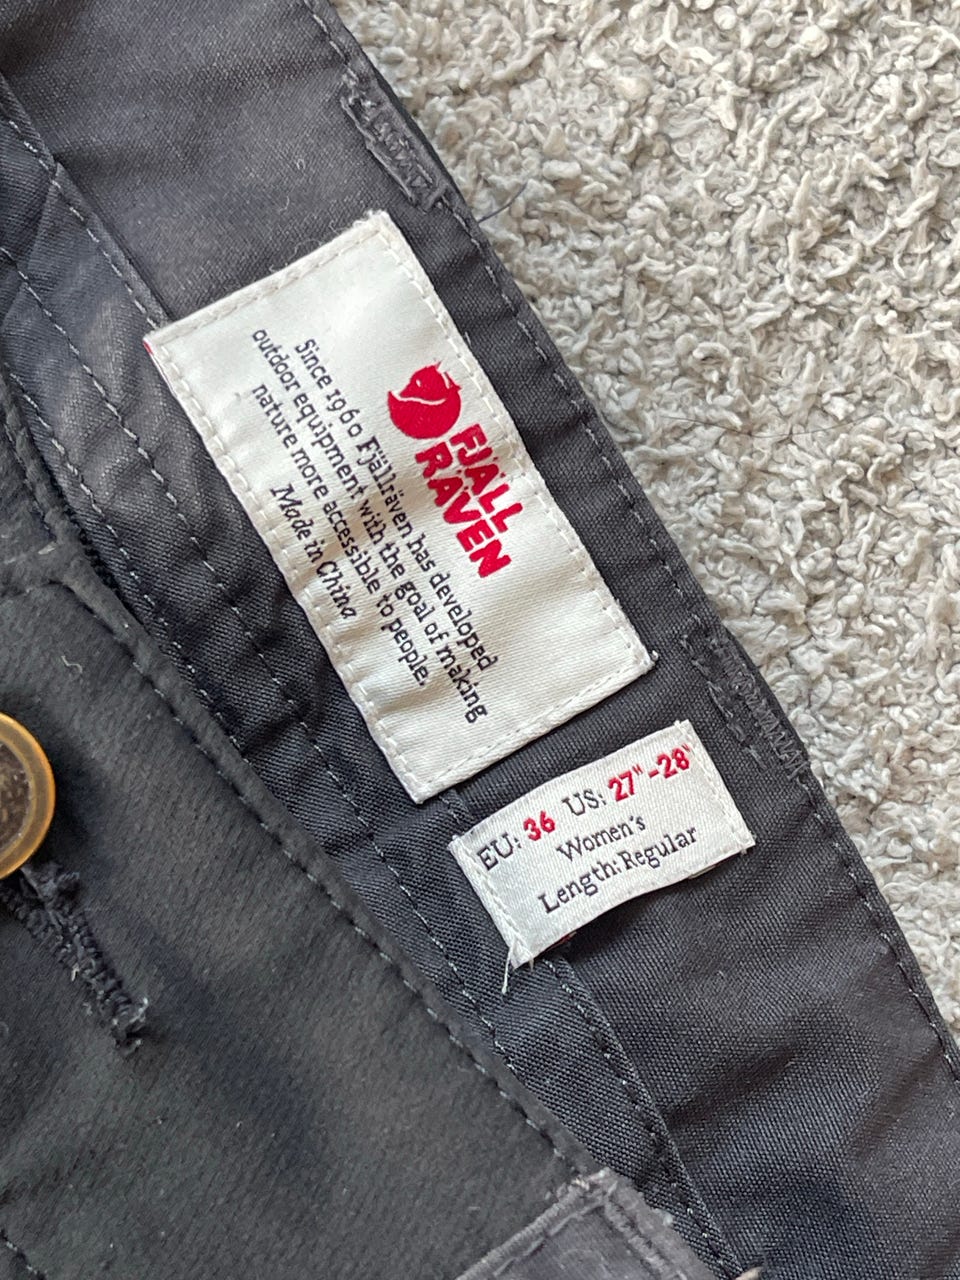 FJÄLL
RÄVEN
Since 1960 Fjällräven has developed
outdoor equipment with the goal of making
nature more accessible to people.
Made in China
EU: 36 US: 27"-28"
Women's
Length: Regular